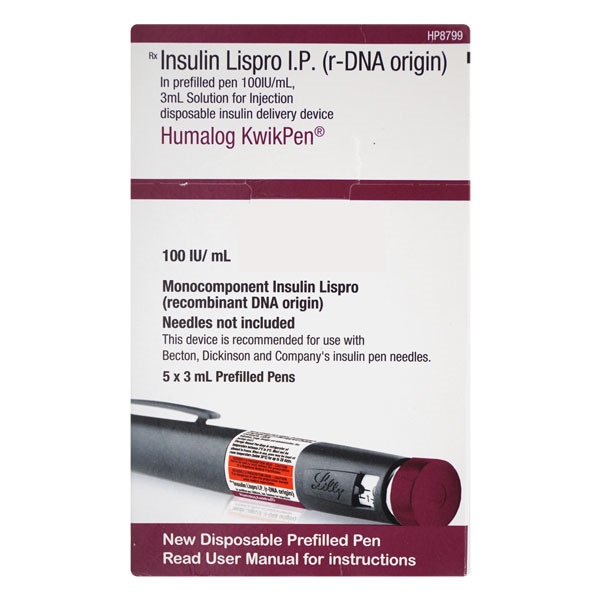 HP8799
Rx Insulin Lispro I.P. (r-DNA origin)
In prefilled pen 100IU/mL,
3mL Solution for Injection
disposable insulin delivery device
Humalog KwikPen®
100 IU/ mL
Monocomponent Insulin Lispro
(recombinant DNA origin)
Needles not included
This device is recommended for use with
Becton, Dickinson and Company's insulin pen needles.
5 x 3 mL Prefilled Pens
Insulin Lispro I.P. (r-DNA origin)
Lilly
New Disposable Prefilled Pen
Read User Manual for instructions